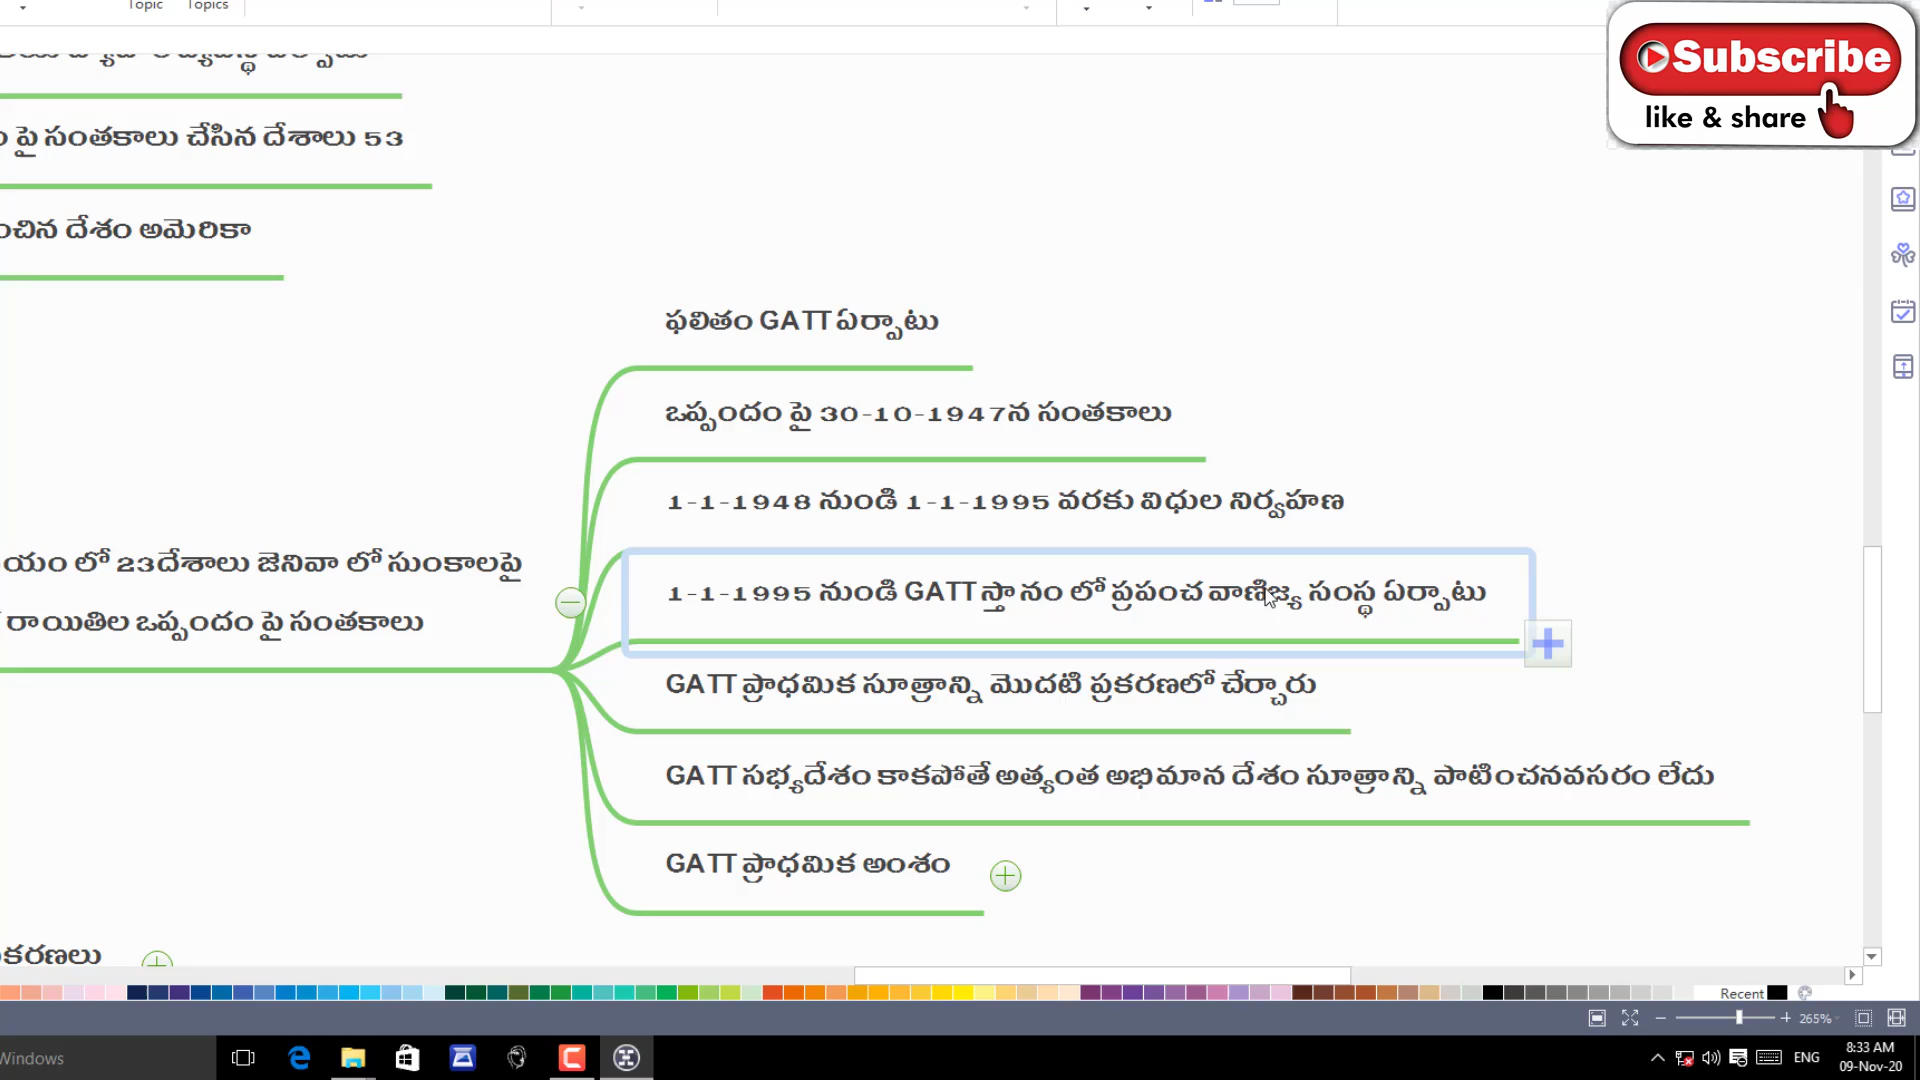 Topic
Topics
Subscribe
like & share
పై సంతకాలు చేసిన దేశాలు 53
దేశం అమెరికా
ఫలితం GATT ఏర్పాటు
ఒప్పందం పై 30-10-1947న సంతకాలు
1-1-1948 నుండి 1-1-1995 వరకు విధుల నిర్వహణ
లో 23దేశాలు జెనివా లో సుంకాలపై
1-1-1995 నుండి GATT స్తానం లో ప్రపంచ వాణిజ్య సంస్థ ఏర్పాటు
రాయితిల ఒప్పందం పై సంతకాలు
GATT ప్రాధమిక సూత్రాన్ని మొదటి ప్రకరణలో చేర్చారు
GATT సభ్యదేశం కాకపోతే అత్యంత అభిమాన దేశం సూత్రాన్ని పాటించనవసరం లేదు
GATT ప్రాధమిక అంశం
Recent
265%
Windows
ENG
8:33 AM
09-Nov-20